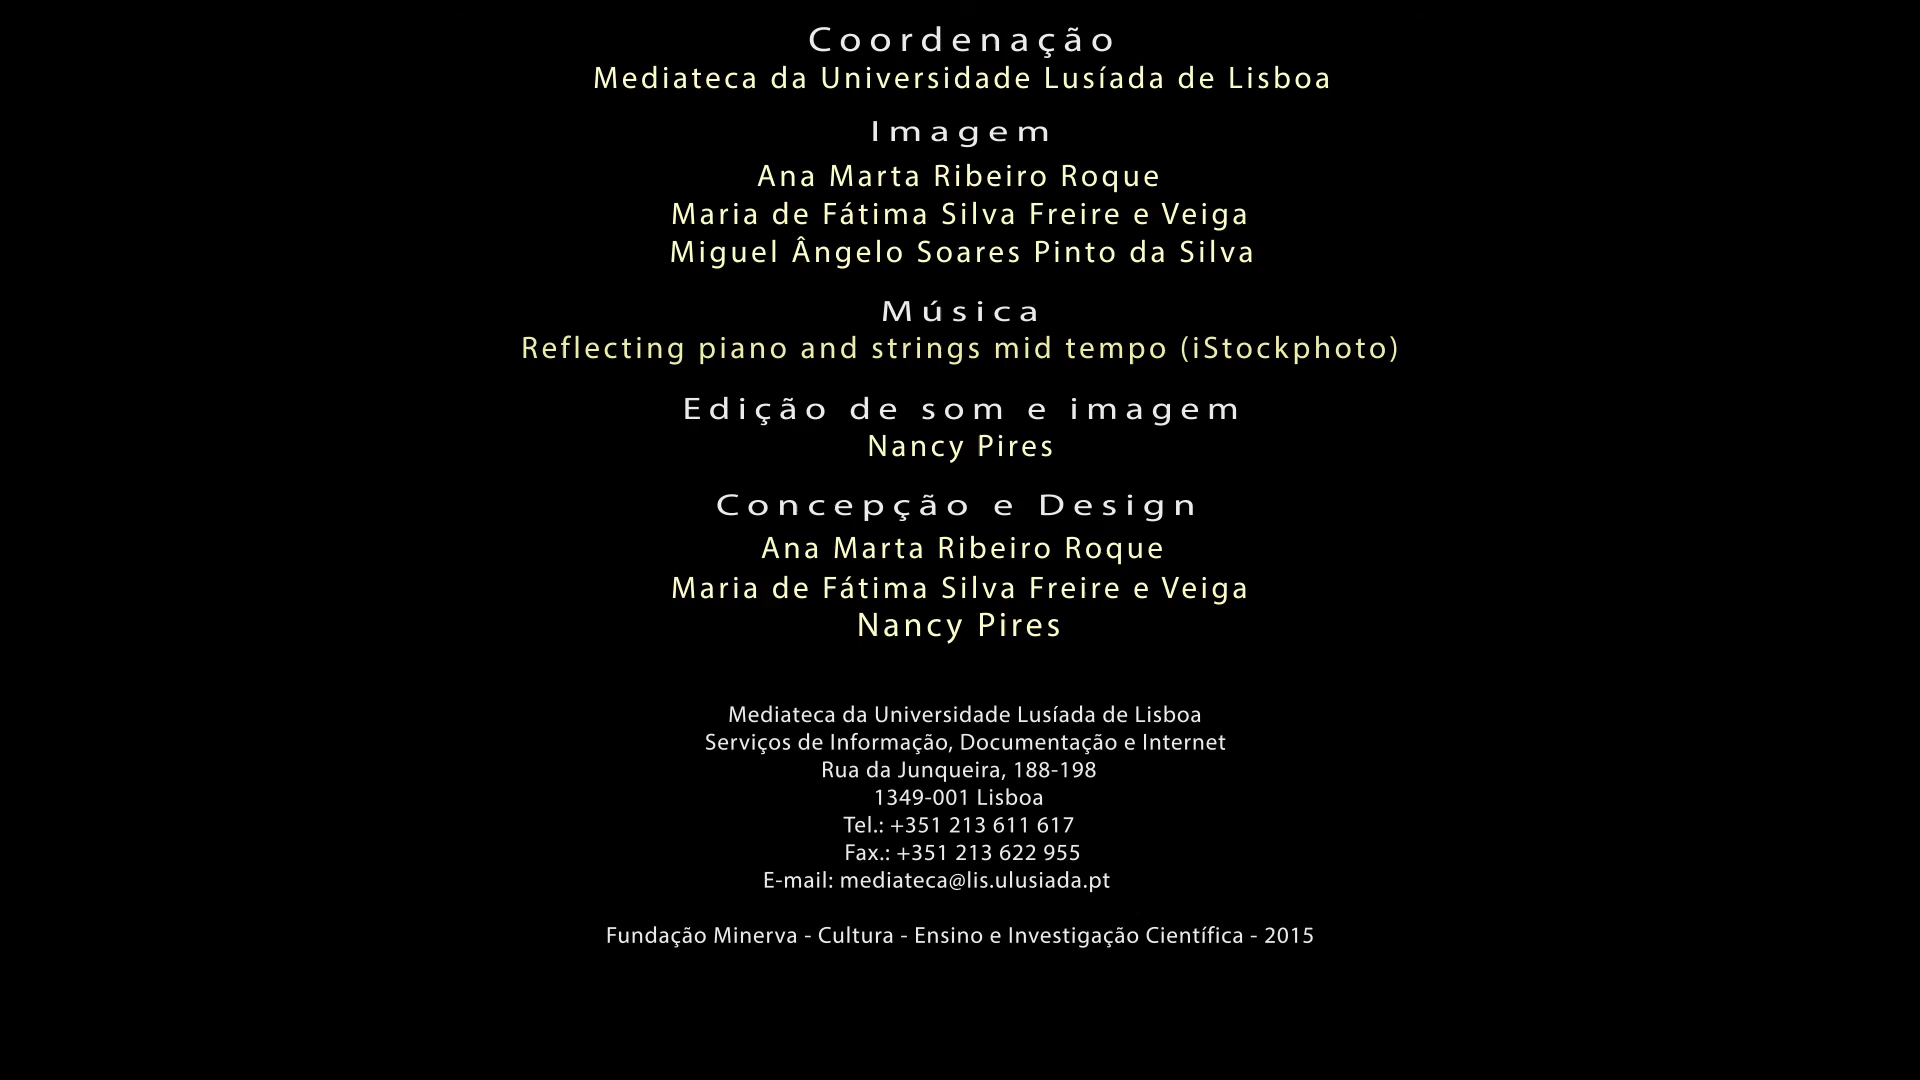 Coordenação
Mediateca da Universidade Lusíada de Lisboa
Imagem
Ana Marta Ribeiro Roque
Maria de Fátima Silva Freire e Veiga
Miguel Ângelo Soares Pinto da Silva
Música
Reflecting piano and strings mid tempo (iStockphoto)
Edição de som e imagem
Nancy Pires
Concepção e Design
Ana Marta Ribeiro Roque
Maria de Fátima Silva Freire e Veiga
Nancy Pires
Mediateca da Universidade Lusíada de Lisboa
Serviços de Informação, Documentação e Internet
Rua da Junqueira, 188-198
1349-001 Lisboa
Tel.: +351 213 611 617
Fax.: +351 213 622 955
E-mail: mediateca@lis.ulusiada.pt
Fundação Minerva - Cultura - Ensino e Investigação Científica - 2015